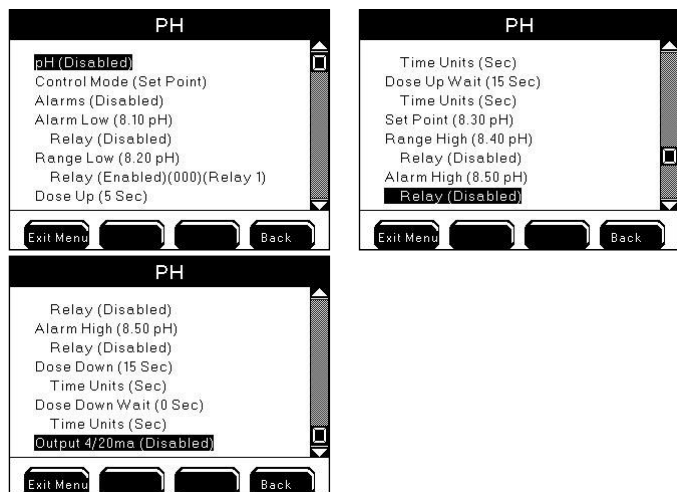 PH
pH (Disabled)
Control Mode (Set Point)
Alarms (Disabled)
Alarm Low (8.10 pH)
Relay (Disabled)
Range Low (8.20 pH)
Relay (Enabled)(000)(Relay 1)
Dose Up (5 Sec)
Exit Menu
Back
PH
Time Units (Sec)
Dose Up Wait (15 Sec)
Time Units (Sec)
Set Point (8.30 pH)
Range High (8.40 pH)
Relay (Disabled)
Alarm High (8.50 pH)
Relay (Disabled)
Exit Menu
Back
PH
Relay (Disabled)
Alarm High (8.50 pH)
Relay (Disabled)
Dose Down (15 Sec)
Time Units (Sec)
Dose Down Wait (0 Sec)
Time Units (Sec)
Output 4/20ma (Disabled)
Exit Menu
Back